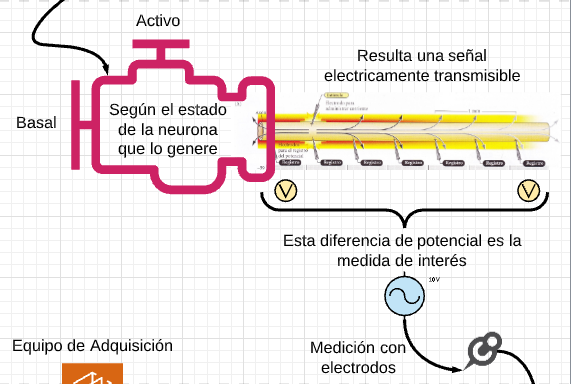 Activo
Resulta una señal
electricamente transmisible
Basal
Según el estado
de la neurona
que lo genere
Registro
Registro
Registro
Registro
Registro
Registro
V
V
Esta diferencia de potencial es la
medida de interés
10V
Equipo de Adquisición
Medición con
electrodos